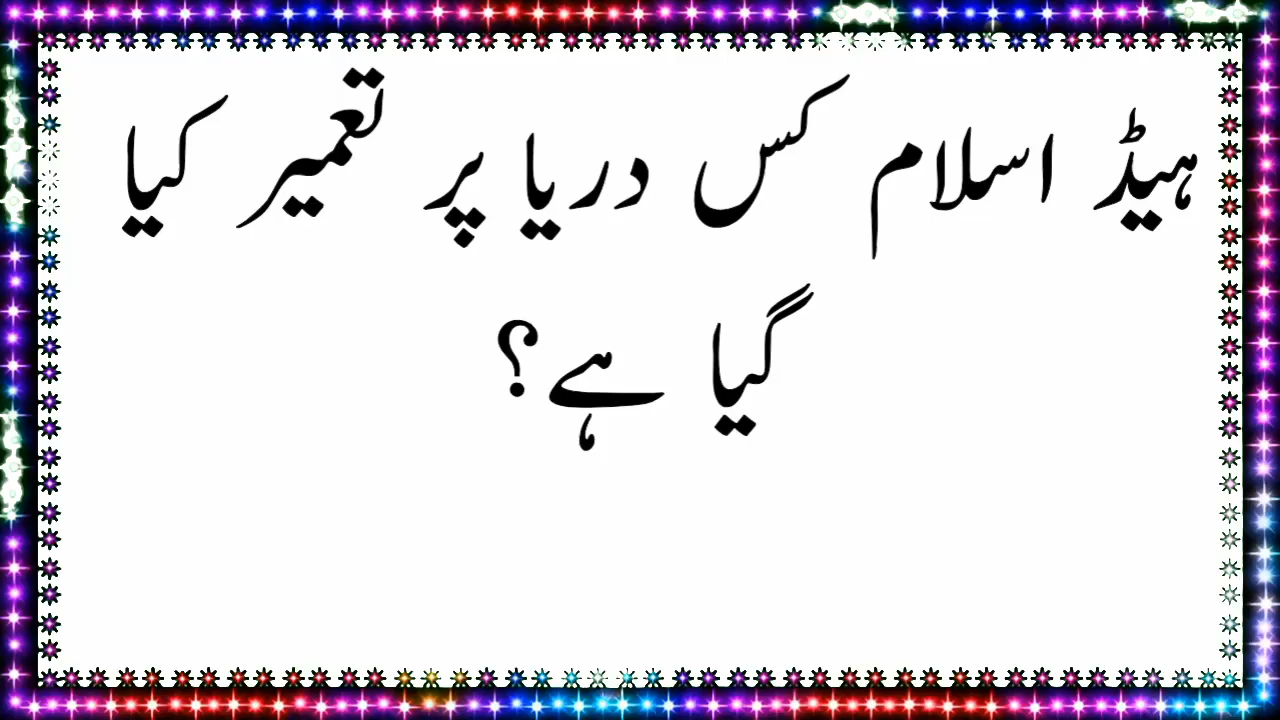 ہیڈ اسلام کس دریا پر تعمیر کیا
گیا ہے؟